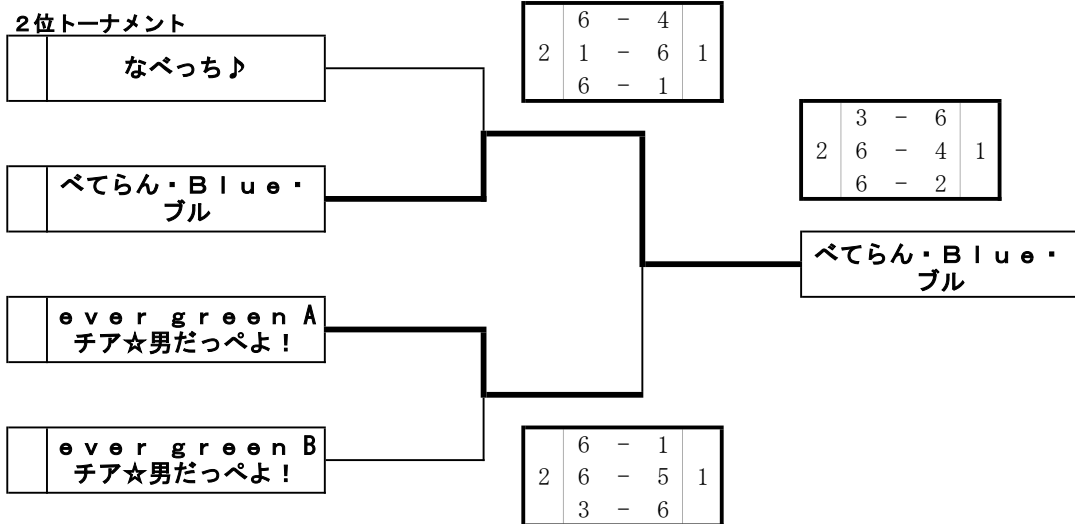 ２位トーナメント
なべっち♪
べてらん・Ｂｌｕｅ・
ブル
ｅｖｅｒ ｇｒｅｅｎ A
チア☆男だっぺよ！
ｅｖｅｒ ｇｒｅｅｎ B
チア☆男だっぺよ！
6 － 4
2 1 － 6 1
6 － 1
3 － 6
2 6 － 4 1
6 － 2
べてらん・Ｂｌｕｅ・
ブル
6 － 1
2 6 － 5 1
3 － 6